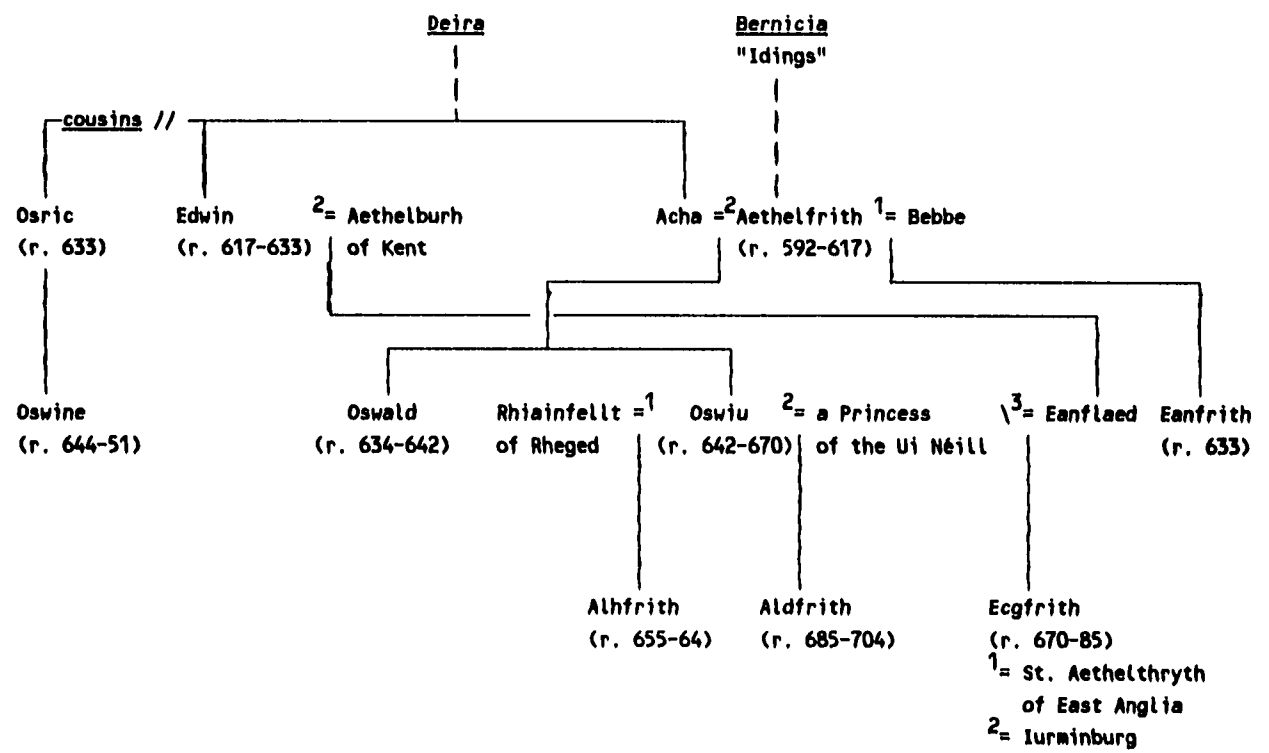 Deira Bernicia
"Idings"
cousins //
Osric Edwin 2= Aethelburh Acha =2 Aethelfrith 1= Bebbe
(r. 633) (r. 617-633) of Kent (r. 592-617)
Oswine Oswald Rhiainfellt =1 Oswiu 2= a Princess \3= Eanflaed Eanfrith
(r. 644-51) (r. 634-642) of Rheged (r. 642-670) of the Ui Néill (r. 633)
Alhfrith Aldfrith Ecgfrith
(r. 655-64) (r. 685-704) (r. 670-85)
1= St. Aethelthryth
of East Anglia
2= Iurminburg